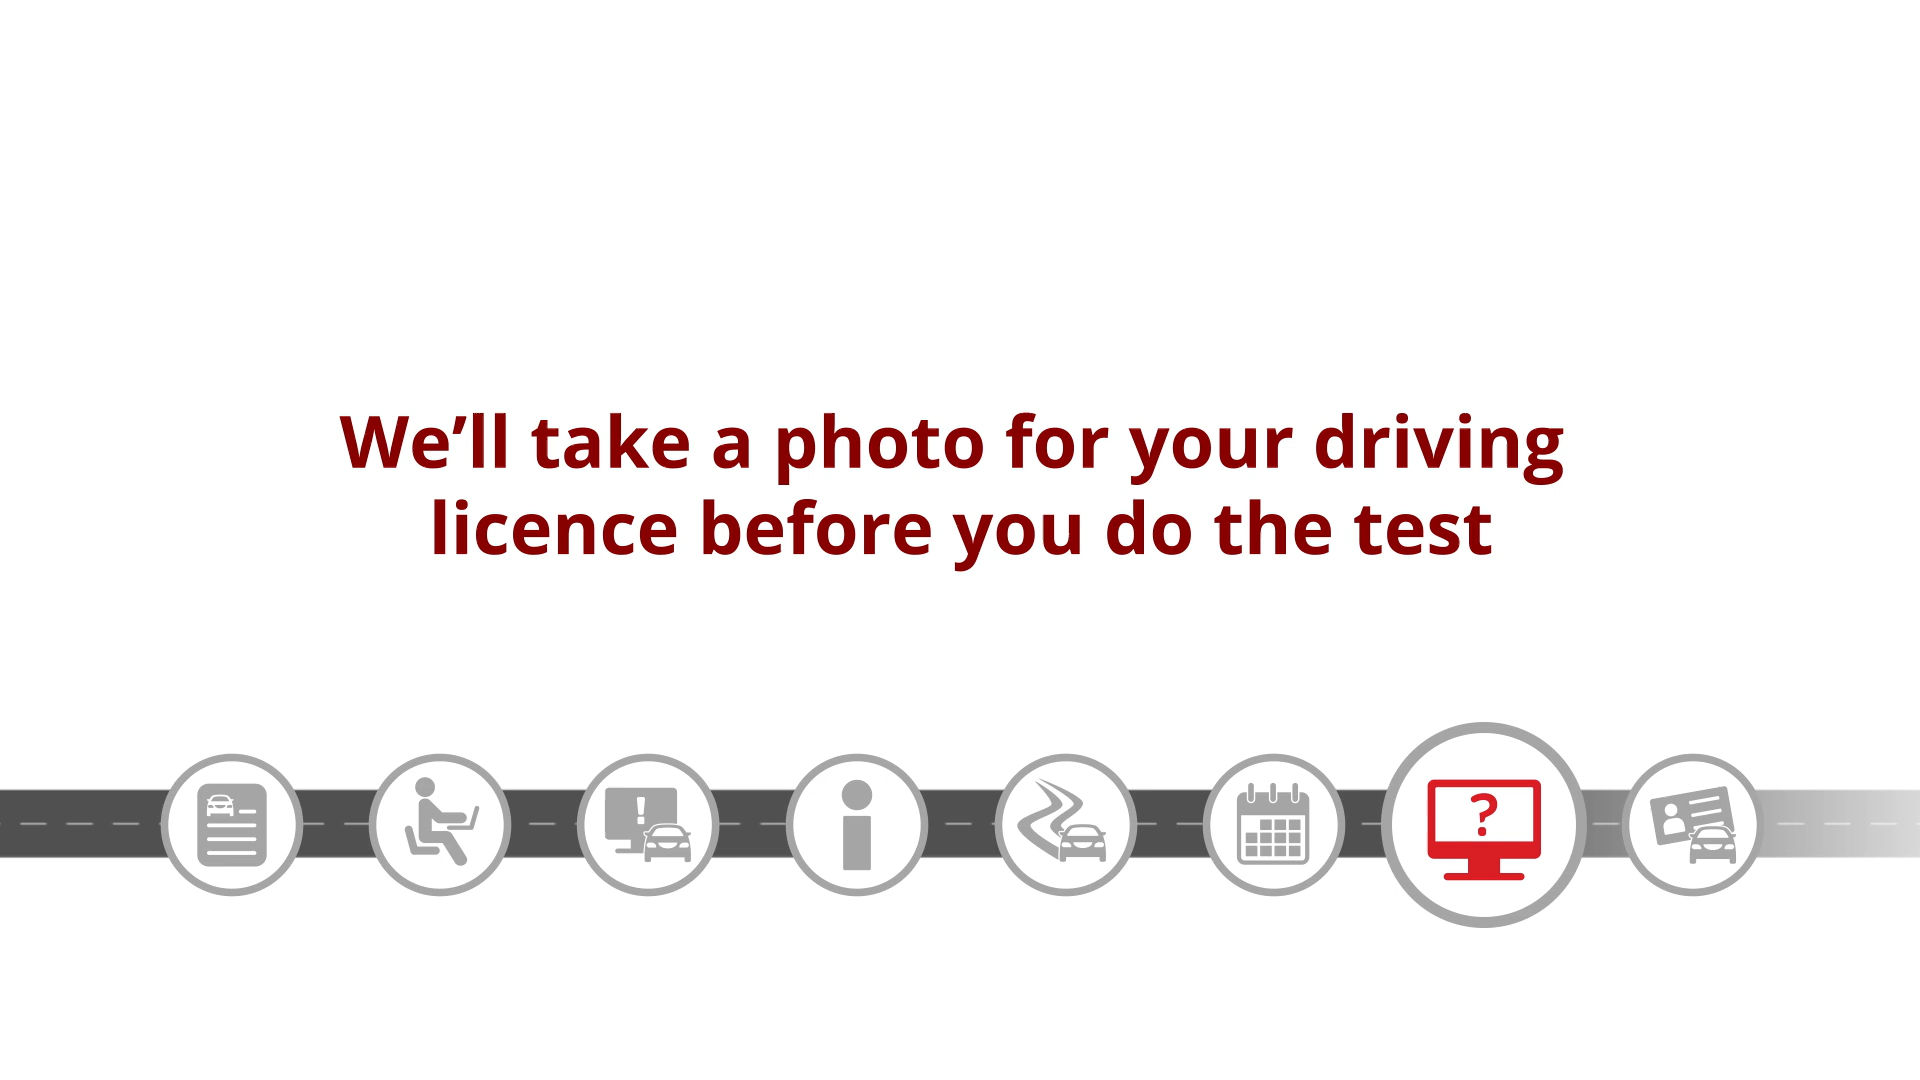 We’ll take a photo for your driving
licence before you do the test
!
?